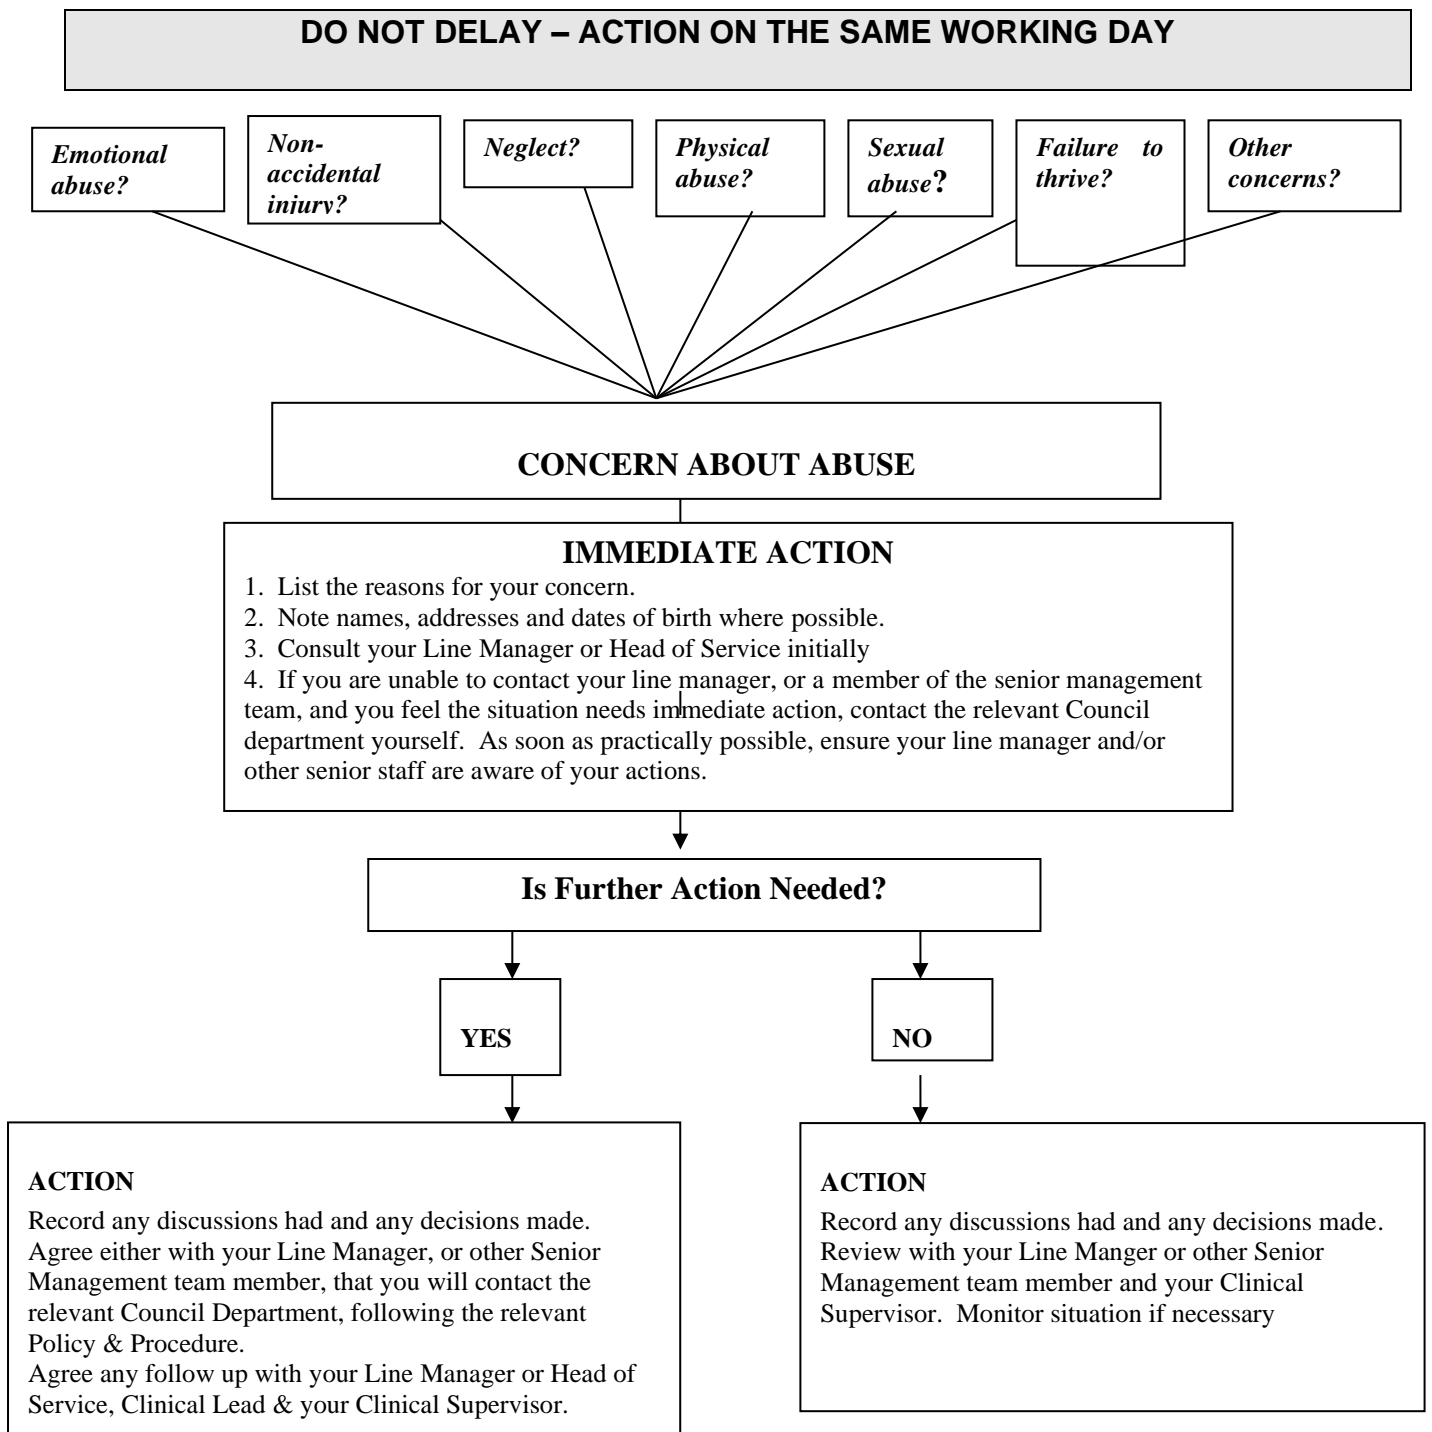 DO NOT DELAY – ACTION ON THE SAME WORKING DAY
Emotional
abuse?
Non-
accidental
injury?
Neglect?
Physical
abuse?
Sexual
abuse?
Failure to
thrive?
Other
concerns?
CONCERN ABOUT ABUSE
IMMEDIATE ACTION
1. List the reasons for your concern.
2. Note names, addresses and dates of birth where possible.
3. Consult your Line Manager or Head of Service initially
4. If you are unable to contact your line manager, or a member of the senior management
team, and you feel the situation needs immediate action, contact the relevant Council
department yourself. As soon as practically possible, ensure your line manager and/or
other senior staff are aware of your actions.
Is Further Action Needed?
YES
NO
ACTION
Record any discussions had and any decisions made.
Agree either with your Line Manager, or other Senior
Management team member, that you will contact the
relevant Council Department, following the relevant
Policy & Procedure.
Agree any follow up with your Line Manager or Head of
Service, Clinical Lead & your Clinical Supervisor.
ACTION
Record any discussions had and any decisions made.
Review with your Line Manger or other Senior
Management team member and your Clinical
Supervisor. Monitor situation if necessary